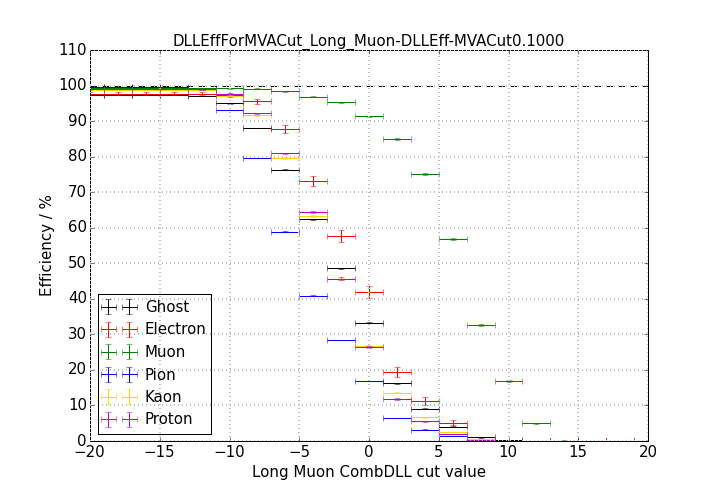 DLLEffForMVACut_Long_Muon-DLLEff-MVACut0.1000
110
100
90
80
70
60
50
40
30
20
10
0
Efficiency / %
Ghost
Electron
Muon
Pion
Kaon
Proton
−20 −15 −10 −5 0 5 10 15 20
Long Muon CombDLL cut value